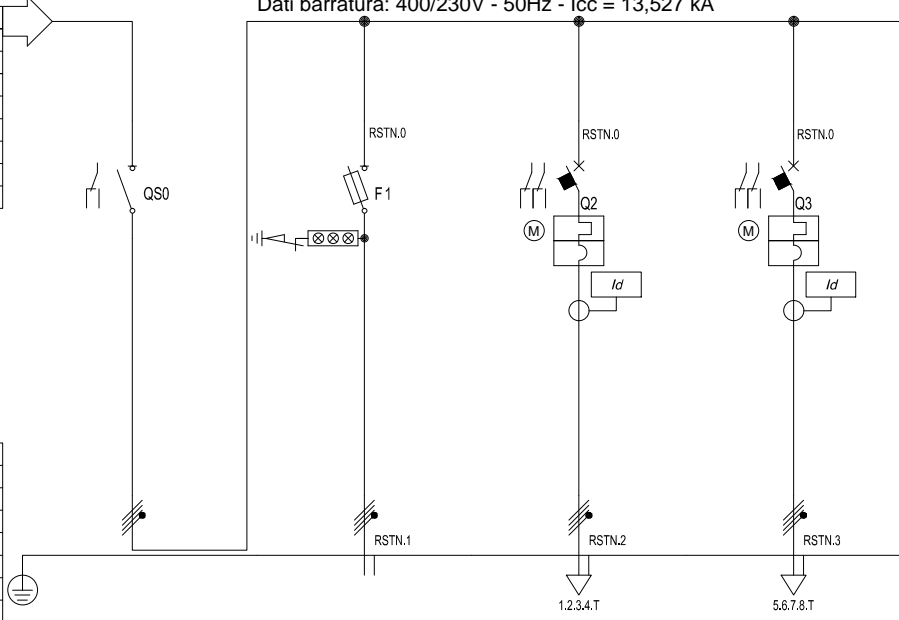 Dati barratura: 400/230V - 50Hz - Icc = 13,527 kA
RSTN.0
RSTN.0
RSTN.0
QS0
F1
Q2
Q3
M
M
Id
Id
RSTN.1
RSTN.2
RSTN.3
1.2.3.4.T
5.6.7.8.T